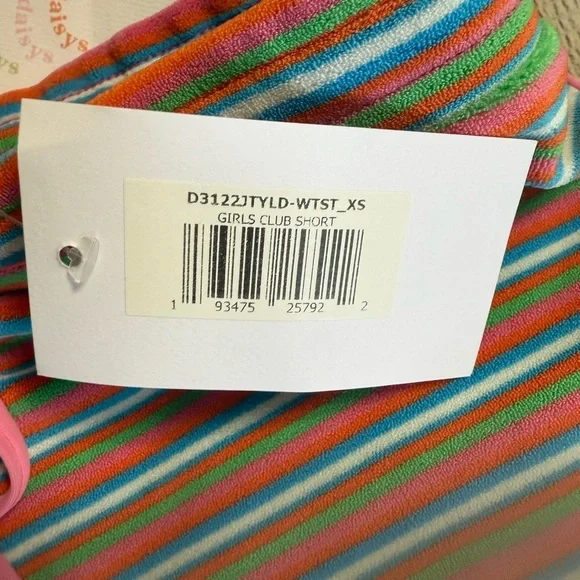 daisys
D3122JTYLD-WTST_XS
GIRLS CLUB SHORT
1 93475 25792 2